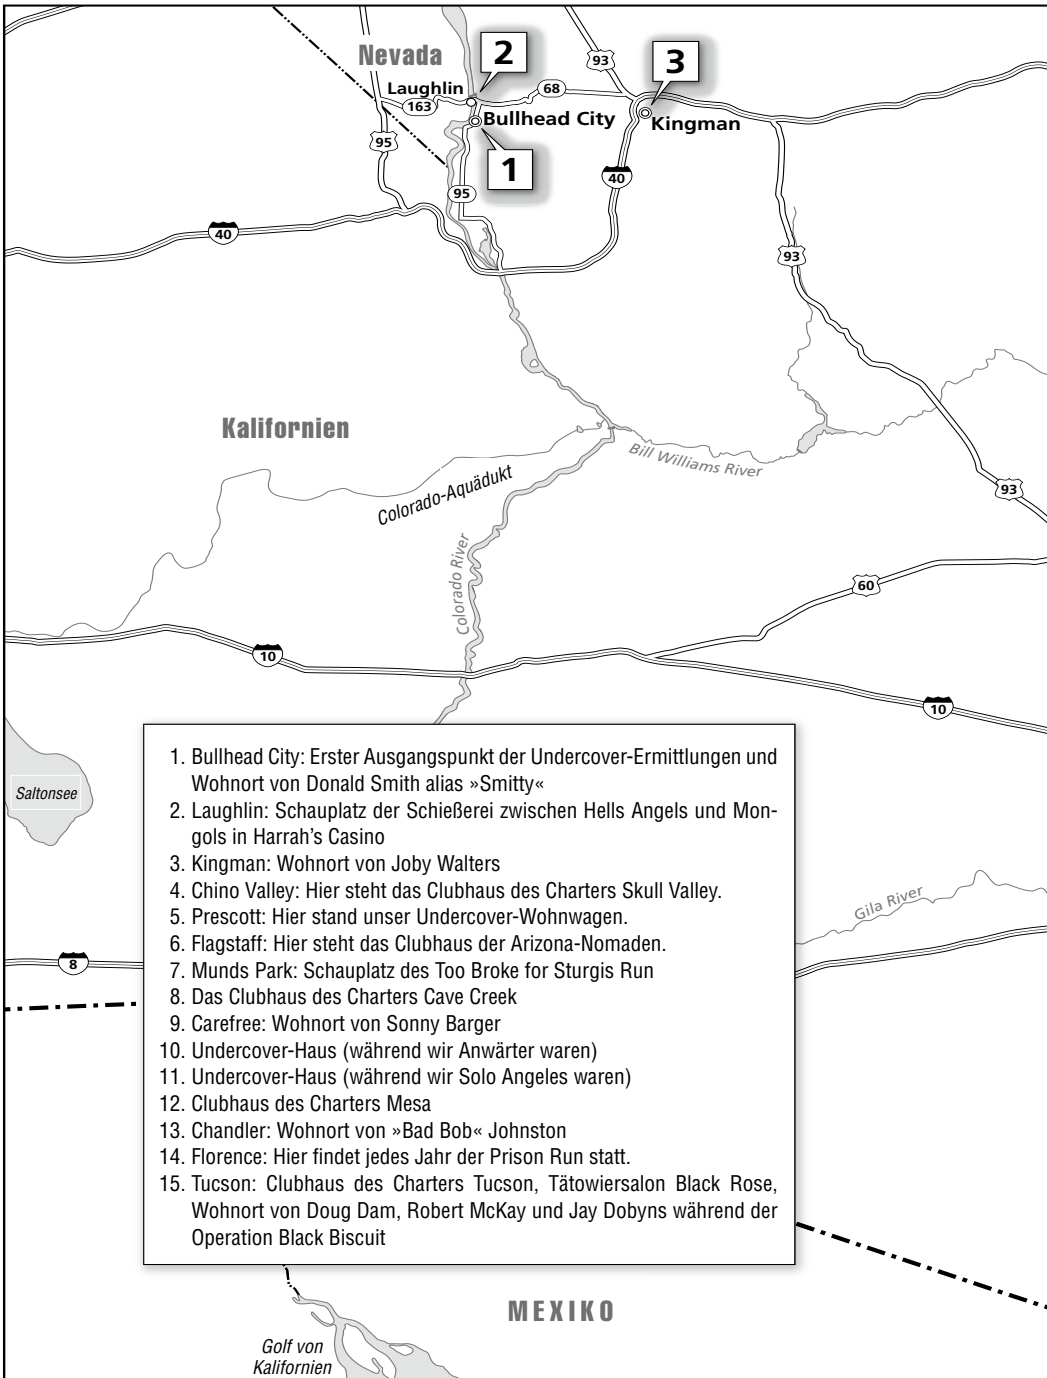 Nevada
2
93
3
Laughlin
163
68
Bullhead City
Kingman
95
1
40
95
40
93
Kalifornien
Bill Williams River
Colorado-Aquädukt
93
Colorado River
60
10
10
Saltonsee
1. Bullhead City: Erster Ausgangspunkt der Undercover-Ermittlungen und
Wohnort von Donald Smith alias »Smitty«
2. Laughlin: Schauplatz der Schießerei zwischen Hells Angels und Mon-
gols in Harrah’s Casino
3. Kingman: Wohnort von Joby Walters
4. Chino Valley: Hier steht das Clubhaus des Charters Skull Valley.
5. Prescott: Hier stand unser Undercover-Wohnwagen.
6. Flagstaff: Hier steht das Clubhaus der Arizona-Nomaden.
7. Munds Park: Schauplatz des Too Broke for Sturgis Run
8. Das Clubhaus des Charters Cave Creek
9. Carefree: Wohnort von Sonny Barger
10. Undercover-Haus (während wir Anwärter waren)
11. Undercover-Haus (während wir Solo Angeles waren)
12. Clubhaus des Charters Mesa
13. Chandler: Wohnort von »Bad Bob« Johnston
14. Florence: Hier findet jedes Jahr der Prison Run statt.
15. Tucson: Clubhaus des Charters Tucson, Tätowiersalon Black Rose,
Wohnort von Doug Dam, Robert McKay und Jay Dobyns während der
Operation Black Biscuit
Gila River
8
MEXIKO
Golf von
Kalifornien